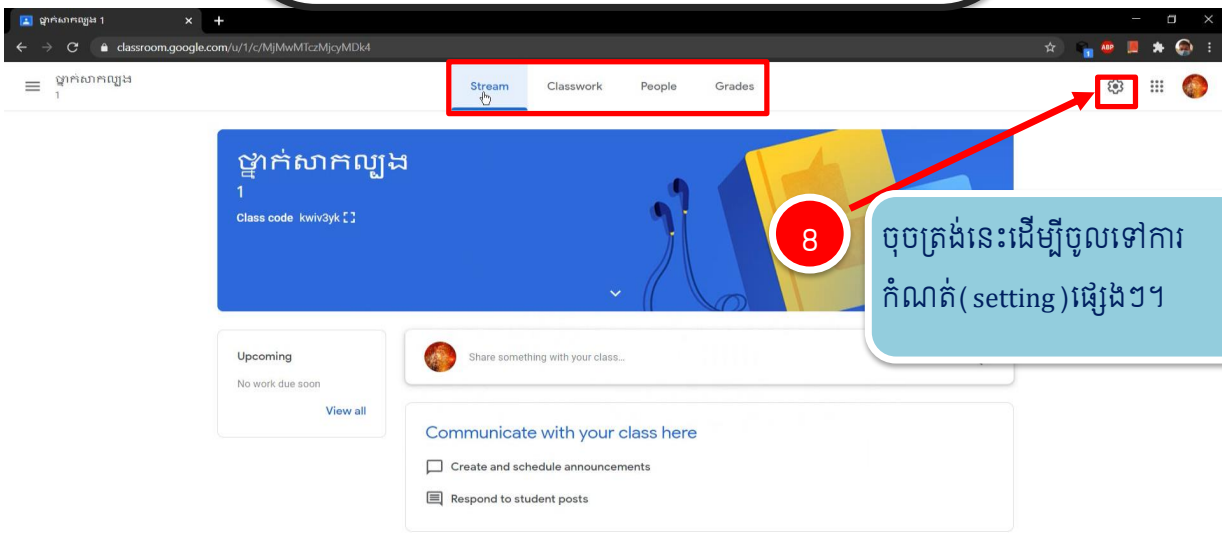 ថ្នាក់សាកល្បង 1
classroom.google.com/u/1/c/MjMwMTczMjcyMDk4
ABP
1
ថ្នាក់សាកល្បង
1
Stream Classwork People Grades
ថ្នាក់សាកល្បង
1
Class code kwiv3yk
8
ចុចត្រង់នេះដើម្បីចូលទៅការ
កំណត់( setting )ផ្សេងៗ។
Upcoming
No work due soon
View all
Share something with your class...
Communicate with your class here
Create and schedule announcements
Respond to student posts